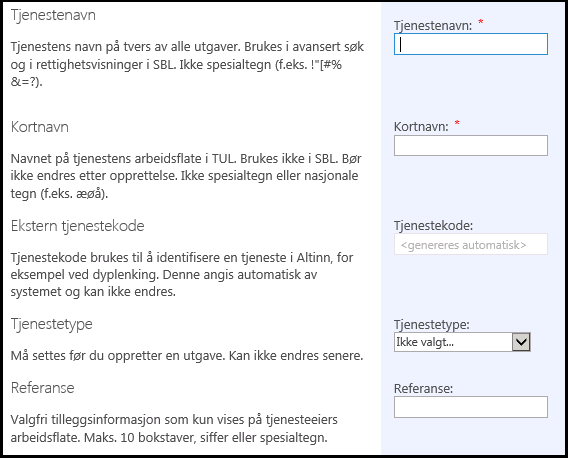 Tjenestenavn
Tjenestens navn på tvers av alle utgaver. Brukes i avansert søk
og i rettighetsvisninger i SBL. Ikke spesialtegn (f.eks. !"[#%
&=?).
Tjenestenavn: *
Kortnavn
Navnet på tjenestens arbeidsflate i TUL. Brukes ikke i SBL. Bør
ikke endres etter opprettelse. Ikke spesialtegn eller nasjonale
tegn (f.eks. æøå).
Kortnavn: *
Ekstern tjenestekode
Tjenestekode brukes til å identifisere en tjeneste i Altinn, for
eksempel ved dyplenking. Denne angis automatisk av
systemet og kan ikke endres.
Tjenestekode:
<genereres automatisk>
Tjenestetype
Må settes før du oppretter en utgave. Kan ikke endres senere.
Tjenestetype:
Ikke valgt...
Referanse
Valgfri tilleggsinformasjon som kun vises på tjenesteeiers
arbeidsflate. Maks. 10 bokstaver, siffer eller spesialtegn.
Referanse: